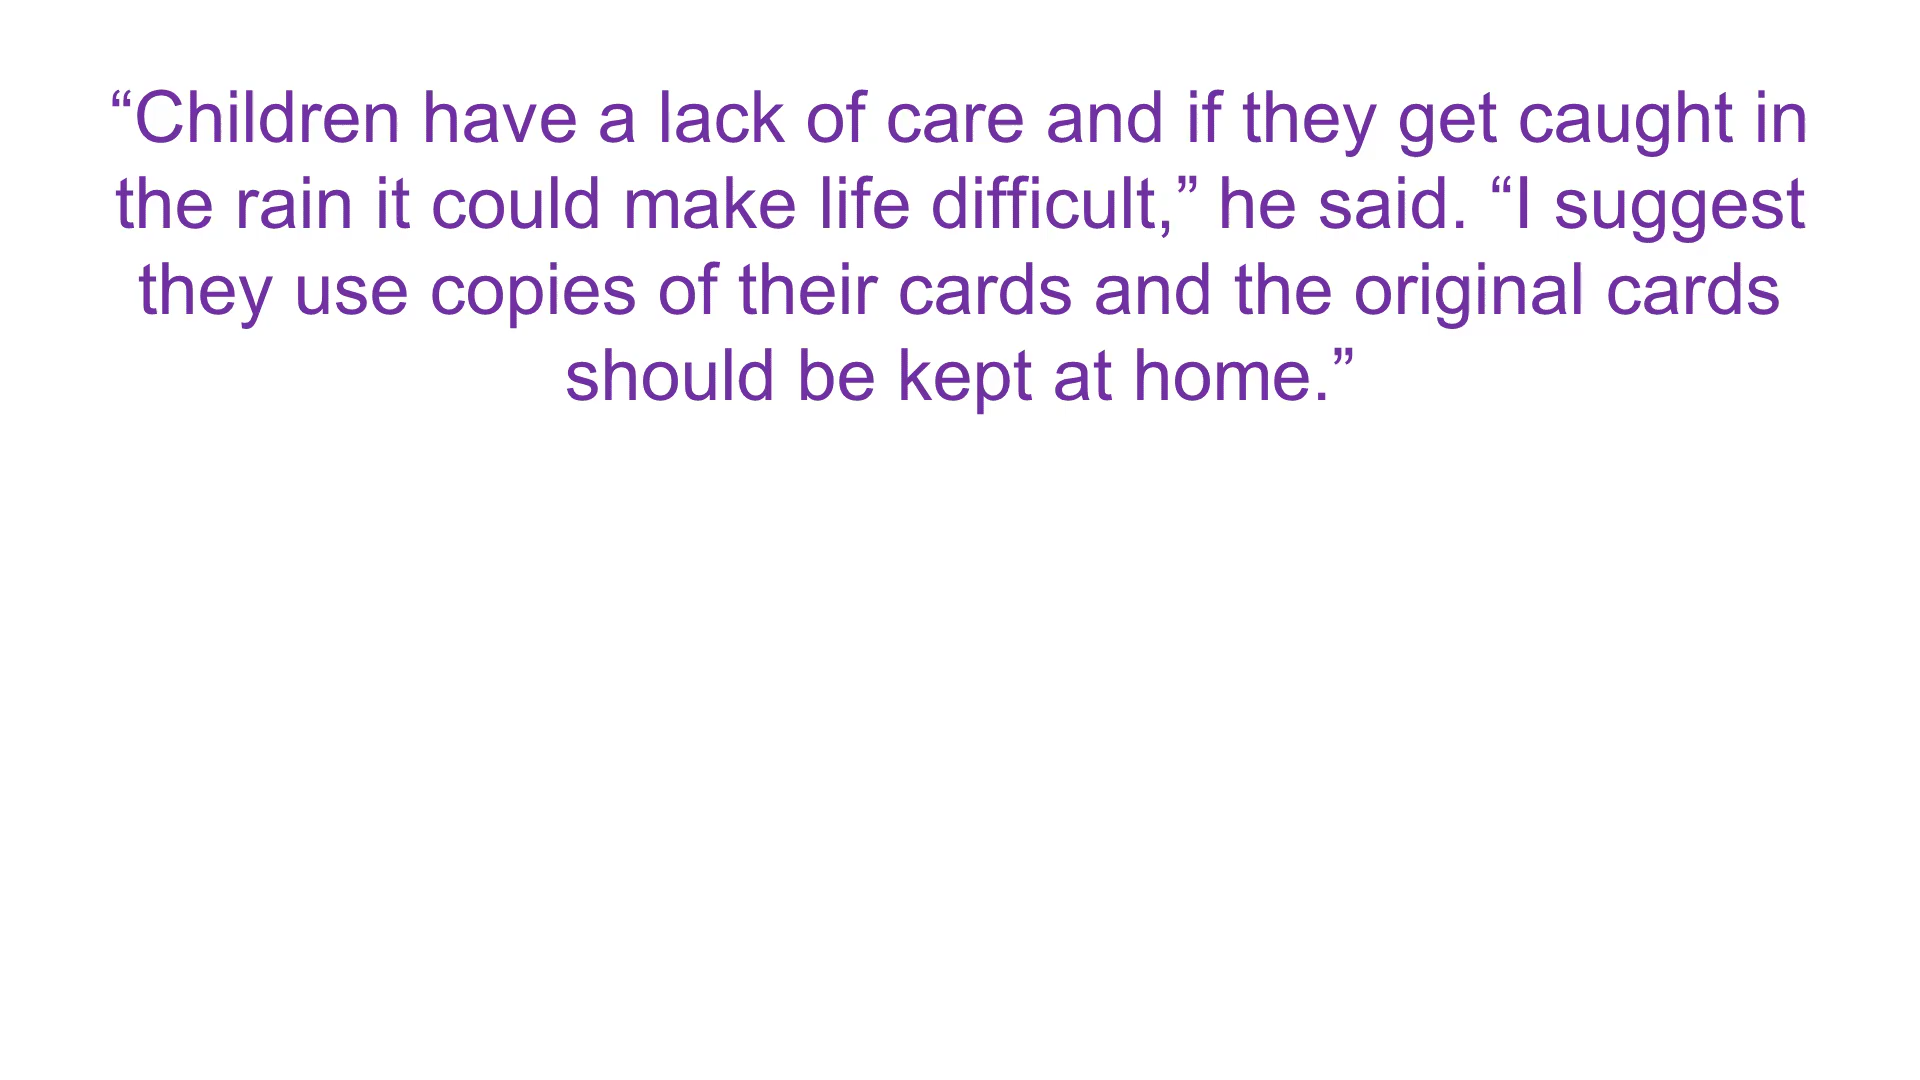 “Children have a lack of care and if they get caught in
the rain it could make life difficult,” he said. “I suggest
they use copies of their cards and the original cards
should be kept at home.”